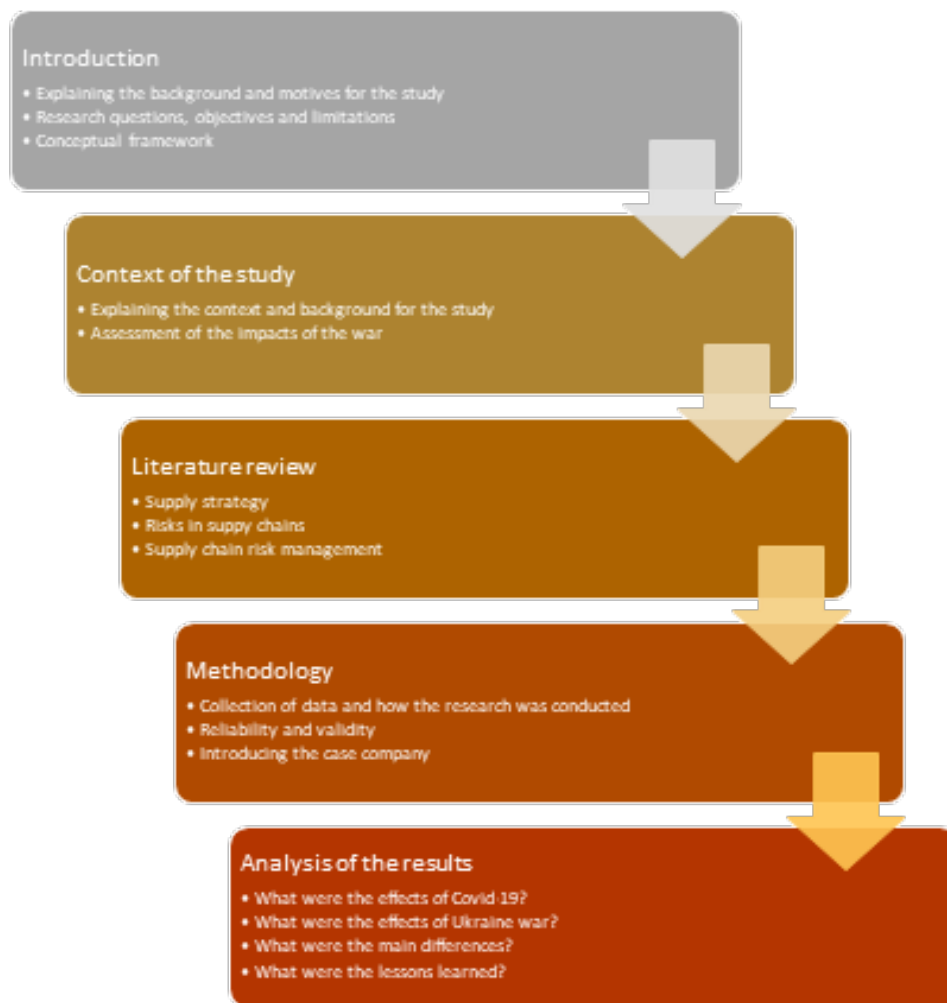 Introduction
• Explaining the background and motives for the study
• Research questions, objectives and limitations
• Conceptual framework
Context of the study
• Explaining the context and background for the study
• Assessment of the impacts of the war
Literature review
• Supply strategy
• Risks in suppy chains
• Supply chain risk management
Methodology
• Collection of data and how the research was conducted
• Reliability and validity
• Introducing the case company
Analysis of the results
• What were the effects of Covid-19?
• What were the effects of Ukraine war?
• What were the main differences?
• What were the lessons learned?